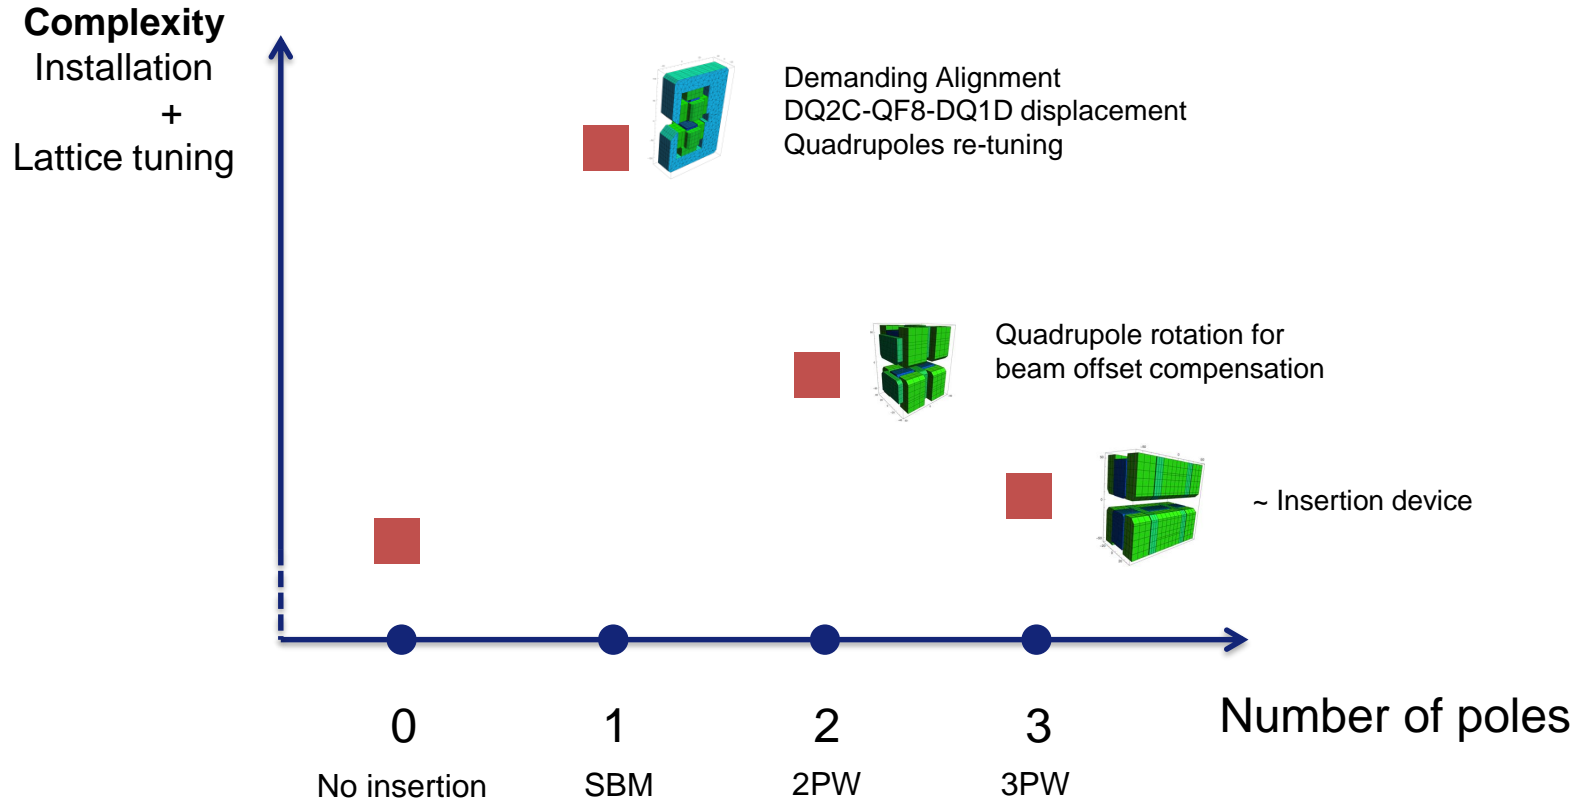 Complexity
Installation
+
Lattice tuning
Demanding Alignment
DQ2C-QF8-DQ1D displacement
Quadrupoles re-tuning
Quadrupole rotation for
beam offset compensation
~ Insertion device
0
1
2
3
Number of poles
No insertion
SBM
2PW
3PW